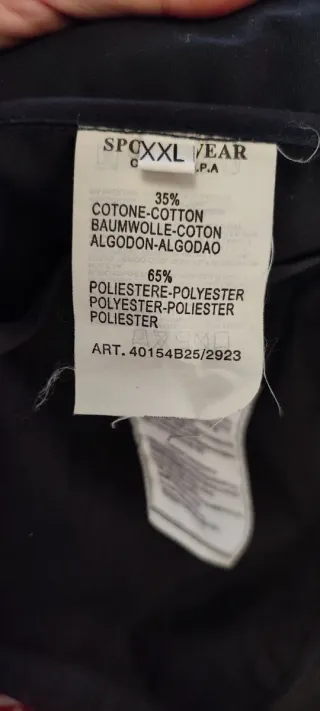 XXL
35%
COTONE-COTTON
BAUMWOLLE-COTON
ALGODON-ALGODAO
65%
POLIESTERE-POLYESTER
POLYESTER-POLIESTER
POLIESTER
ART. 40154B25/2923